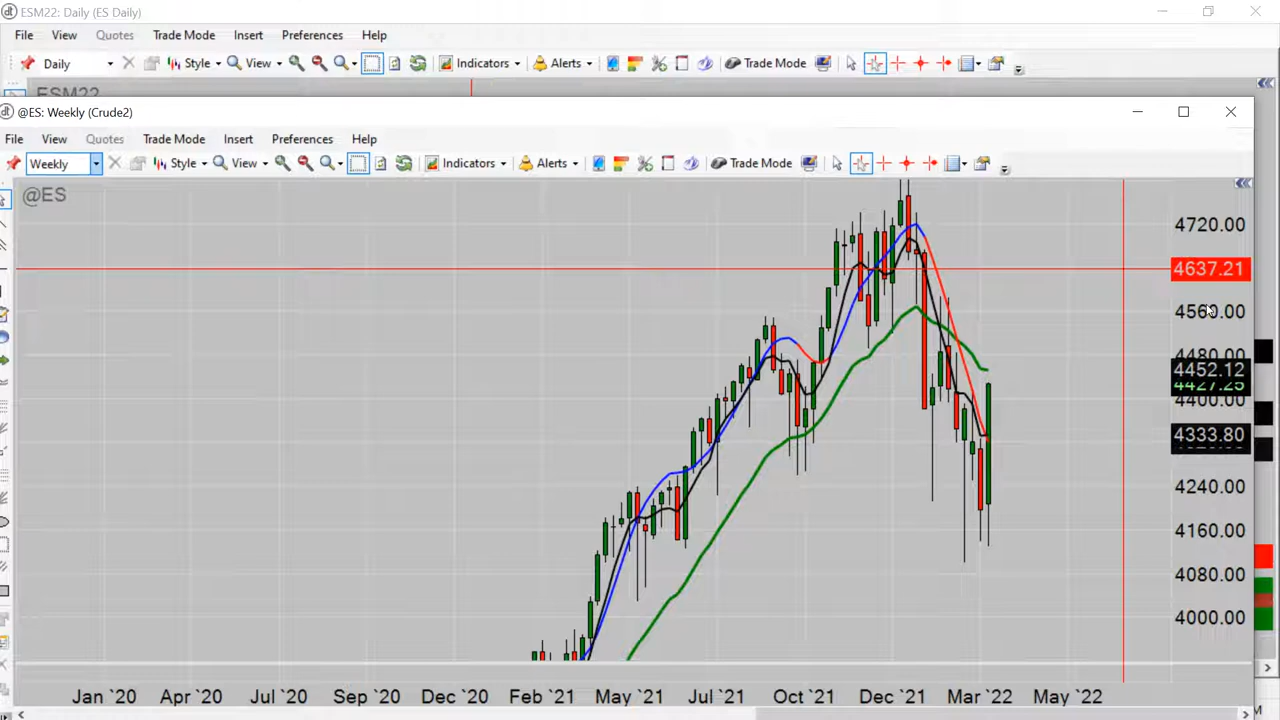 ESM22: Daily (ES Daily)
File View Quotes Trade Mode Insert Preferences Help
Daily Style View Indicators Alerts Trade Mode
ESM22
@ES: Weekly (Crude2)
File View Quotes Trade Mode Insert Preferences Help
Weekly Style View Indicators Alerts Trade Mode
@ES
4720.00
4637.21
4560.00
4480.00
4452.12
4427.25
4400.00
4333.80
4240.00
4160.00
4080.00
4000.00
Jan `20 Apr `20 Jul `20 Sep `20 Dec `20 Feb `21 May `21 Jul `21 Oct `21 Dec `21 Mar `22 May `22